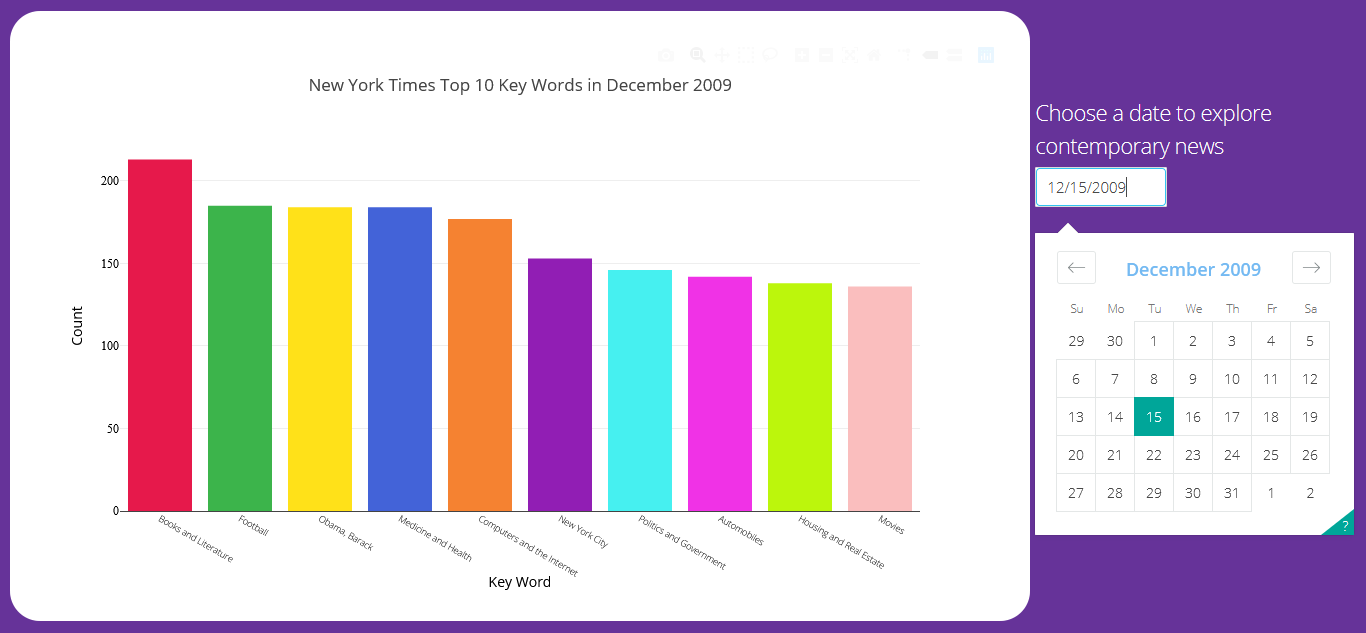 New York Times Top 10 Key Words in December 2009
200
150
100
50
0
Count
Books and Literature
Football
Obama, Barack
Medicine and Health
Computers and the Internet
New York City
Politics and Government
Automobiles
Housing and Real Estate
Movies
Key Word
Choose a date to explore
contemporary news
12/15/2009
December 2009
Su Mo Tu We Th Fr Sa
29 30 1 2 3 4 5
6 7 8 9 10 11 12
13 14 15 16 17 18 19
20 21 22 23 24 25 26
27 28 29 30 31 1 2
?